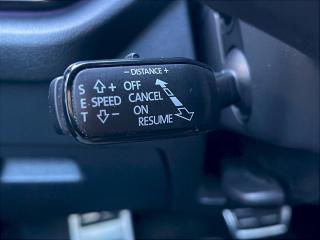 − DISTANCE +
S + OFF
E SPEED CANCEL
T − ON
RESUME